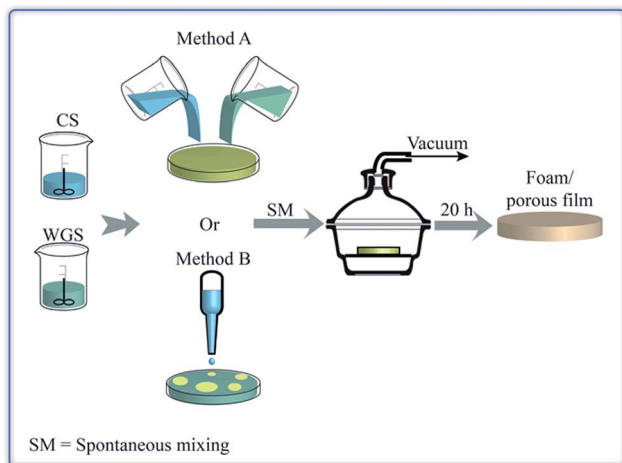 Method A
CS
WGS
Or
Method B
SM
Vacuum
20 h
Foam/
porous film
SM = Spontaneous mixing